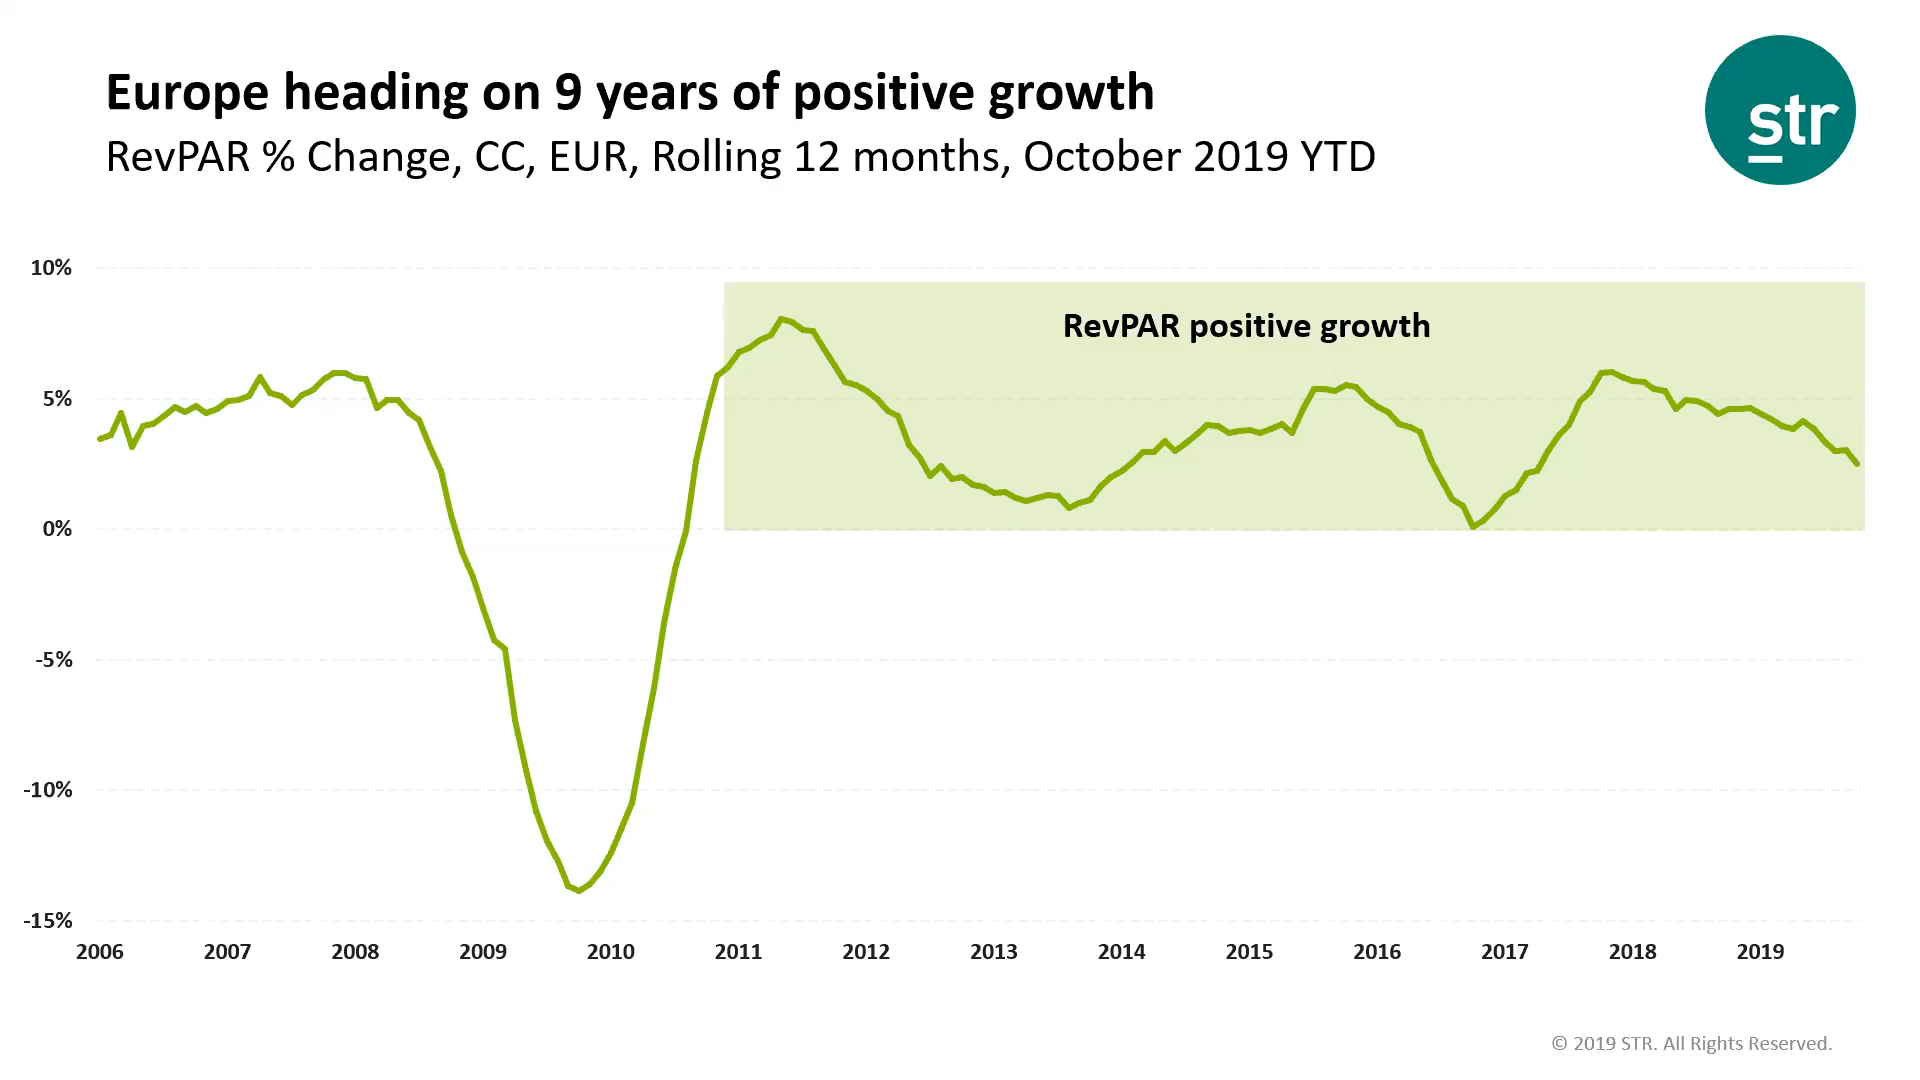 Europe heading on 9 years of positive growth
RevPAR % Change, CC, EUR, Rolling 12 months, October 2019 YTD
str
10%
RevPAR positive growth
5%
0%
-5%
-10%
-15%
2006 2007 2008 2009 2010 2011 2012 2013 2014 2015 2016 2017 2018 2019
© 2019 STR. All Rights Reserved.